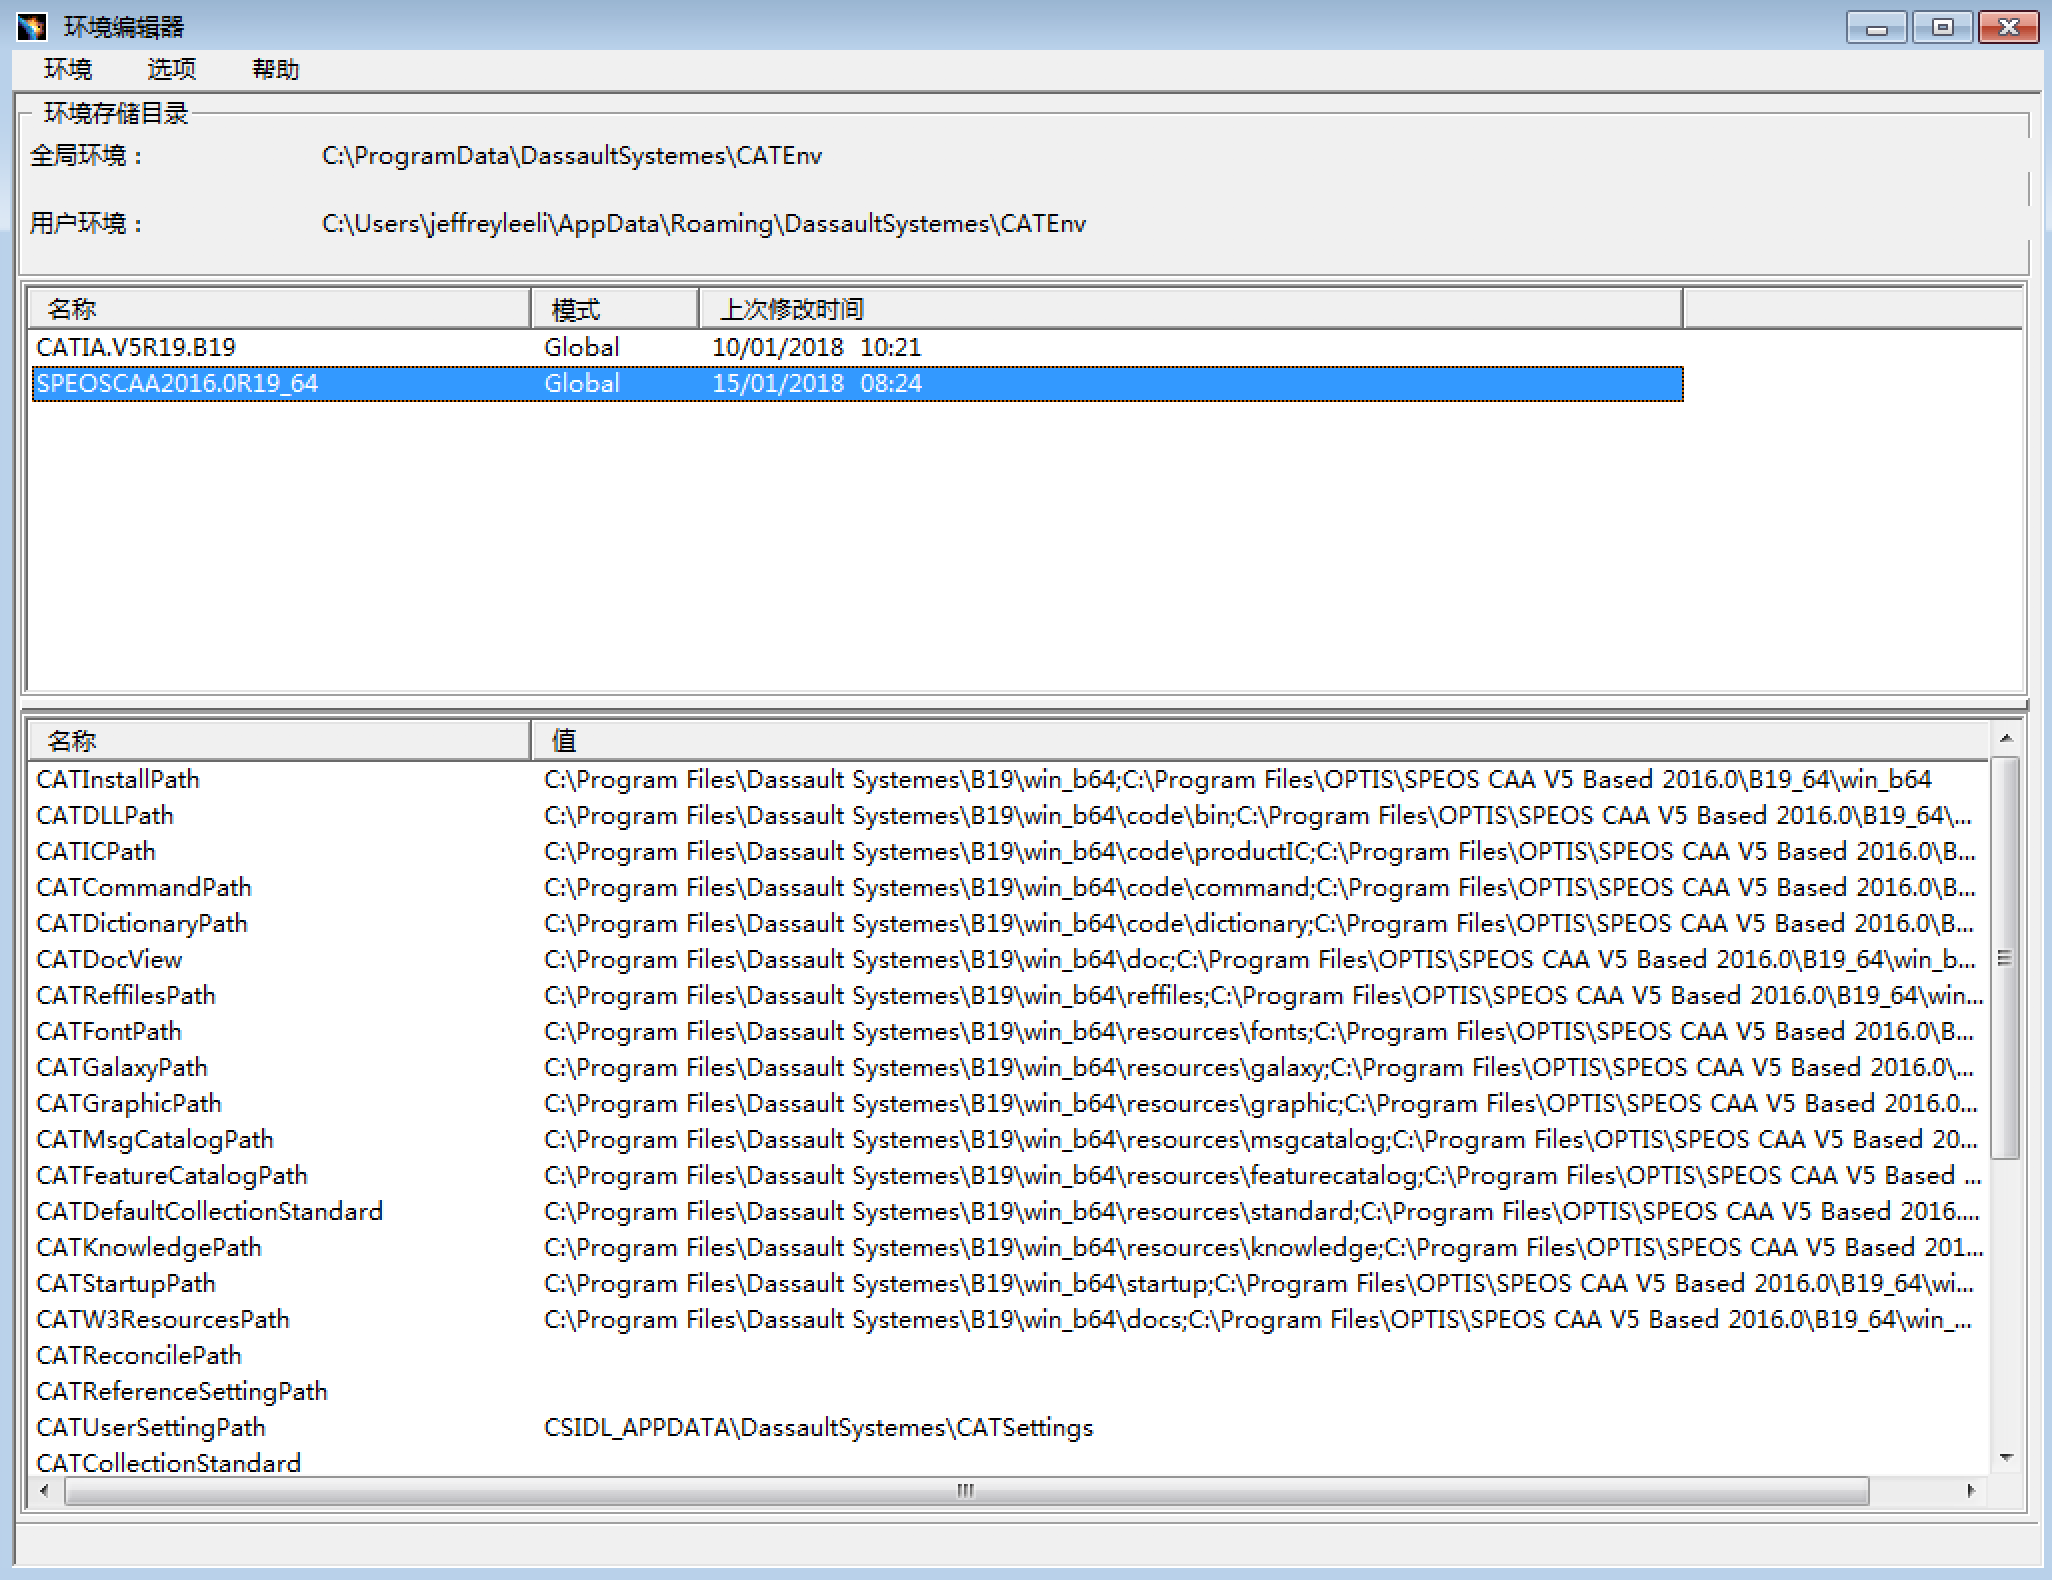 环境编辑器
环境 选项 帮助
环境存储目录
全局环境： C:\ProgramData\DassaultSystemes\CATEnv
用户环境： C:\Users\jeffreyleeli\AppData\Roaming\DassaultSystemes\CATEnv
名称 模式 上次修改时间
CATIA.V5R19.B19 Global 10/01/2018 10:21
SPEOSCAA2016.0R19_64 Global 15/01/2018 08:24
名称 值
CATInstallPath C:\Program Files\Dassault Systemes\B19\win_b64;C:\Program Files\OPTIS\SPEOS CAA V5 Based 2016.0\B19_64\win_b64
CATDLLPath C:\Program Files\Dassault Systemes\B19\win_b64\code\bin;C:\Program Files\OPTIS\SPEOS CAA V5 Based 2016.0\B19_64\...
CATICPath C:\Program Files\Dassault Systemes\B19\win_b64\code\productIC;C:\Program Files\OPTIS\SPEOS CAA V5 Based 2016.0\B...
CATCommandPath C:\Program Files\Dassault Systemes\B19\win_b64\code\command;C:\Program Files\OPTIS\SPEOS CAA V5 Based 2016.0\B...
CATDictionaryPath C:\Program Files\Dassault Systemes\B19\win_b64\code\dictionary;C:\Program Files\OPTIS\SPEOS CAA V5 Based 2016.0\B...
CATDocView C:\Program Files\Dassault Systemes\B19\win_b64\doc;C:\Program Files\OPTIS\SPEOS CAA V5 Based 2016.0\B19_64\win_b...
CATReffilesPath C:\Program Files\Dassault Systemes\B19\win_b64\reffiles;C:\Program Files\OPTIS\SPEOS CAA V5 Based 2016.0\B19_64\win...
CATFontPath C:\Program Files\Dassault Systemes\B19\win_b64\resources\fonts;C:\Program Files\OPTIS\SPEOS CAA V5 Based 2016.0\B...
CATGalaxyPath C:\Program Files\Dassault Systemes\B19\win_b64\resources\galaxy;C:\Program Files\OPTIS\SPEOS CAA V5 Based 2016.0\...
CATGraphicPath C:\Program Files\Dassault Systemes\B19\win_b64\resources\graphic;C:\Program Files\OPTIS\SPEOS CAA V5 Based 2016.0...
CATMsgCatalogPath C:\Program Files\Dassault Systemes\B19\win_b64\resources\msgcatalog;C:\Program Files\OPTIS\SPEOS CAA V5 Based 20...
CATFeatureCatalogPath C:\Program Files\Dassault Systemes\B19\win_b64\resources\featurecatalog;C:\Program Files\OPTIS\SPEOS CAA V5 Based ...
CATDefaultCollectionStandard C:\Program Files\Dassault Systemes\B19\win_b64\resources\standard;C:\Program Files\OPTIS\SPEOS CAA V5 Based 2016....
CATKnowledgePath C:\Program Files\Dassault Systemes\B19\win_b64\resources\knowledge;C:\Program Files\OPTIS\SPEOS CAA V5 Based 201...
CATStartupPath C:\Program Files\Dassault Systemes\B19\win_b64\startup;C:\Program Files\OPTIS\SPEOS CAA V5 Based 2016.0\B19_64\wi...
CATW3ResourcesPath C:\Program Files\Dassault Systemes\B19\win_b64\docs;C:\Program Files\OPTIS\SPEOS CAA V5 Based 2016.0\B19_64\win_...
CATReconcilePath
CATReferenceSettingPath
CATUserSettingPath CSIDL_APPDATA\DassaultSystemes\CATSettings
CATCollectionStandard